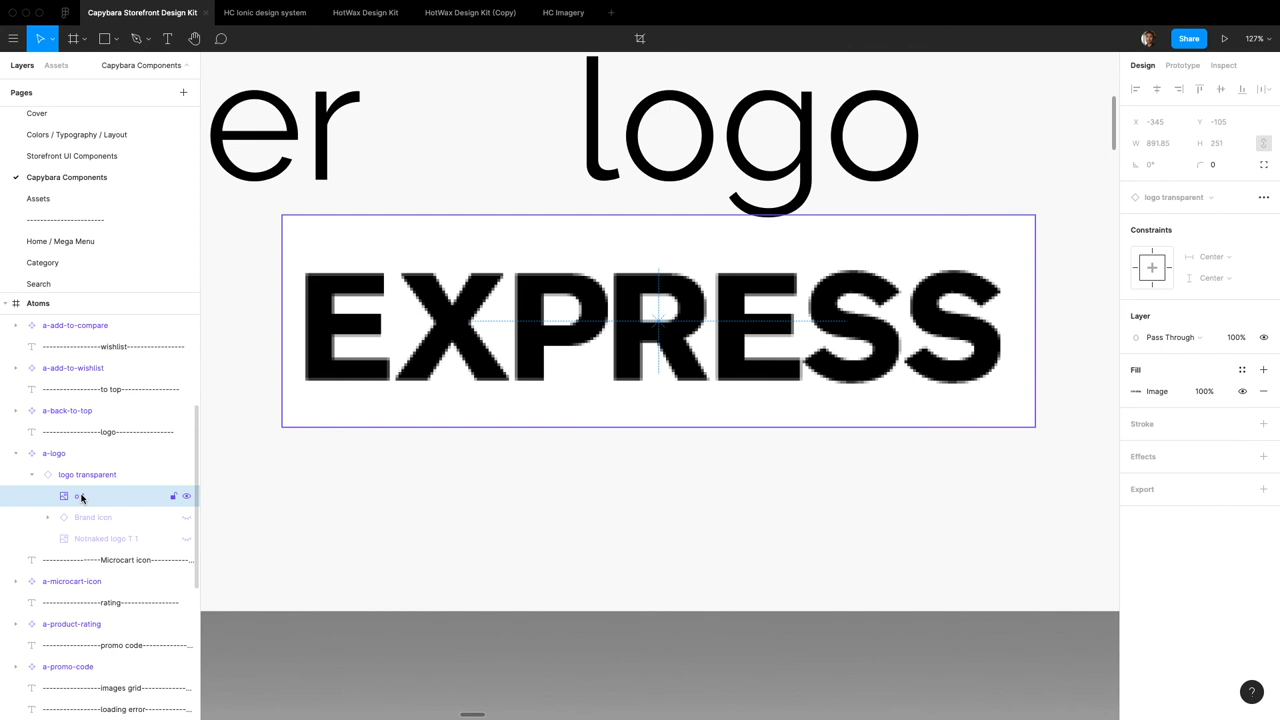 Capybara Storefront Design Kit
HC Ionic design system
HotWax Design Kit
HotWax Design Kit (Copy)
HC Imagery
Share
127%
Layers
Assets
Capybara Components
Pages
Cover
Colors / Typography / Layout
Storefront UI Components
Capybara Components
Assets
-----------------------
Home / Mega Menu
Category
Search
Atoms
a-add-to-compare
-----------------wishlist-----------------
a-add-to-wishlist
-----------------to top-----------------
a-back-to-top
-----------------logo-----------------
a-logo
logo transparent
Brand icon
Notnaked logo T 1
-----------------Microcart icon-----------...
a-microcart-icon
-----------------rating-----------------
a-product-rating
-----------------promo code-------------...
a-promo-code
-----------------images grid-------------...
-----------------loading error-----------...
er logo
EXPRESS
Design
Prototype
Inspect
X -345
Y -105
W 891.85
H 251
0°
0
logo transparent
Constraints
Center
Center
Layer
Pass Through
100%
Fill
Image
100%
Stroke
Effects
Export
?